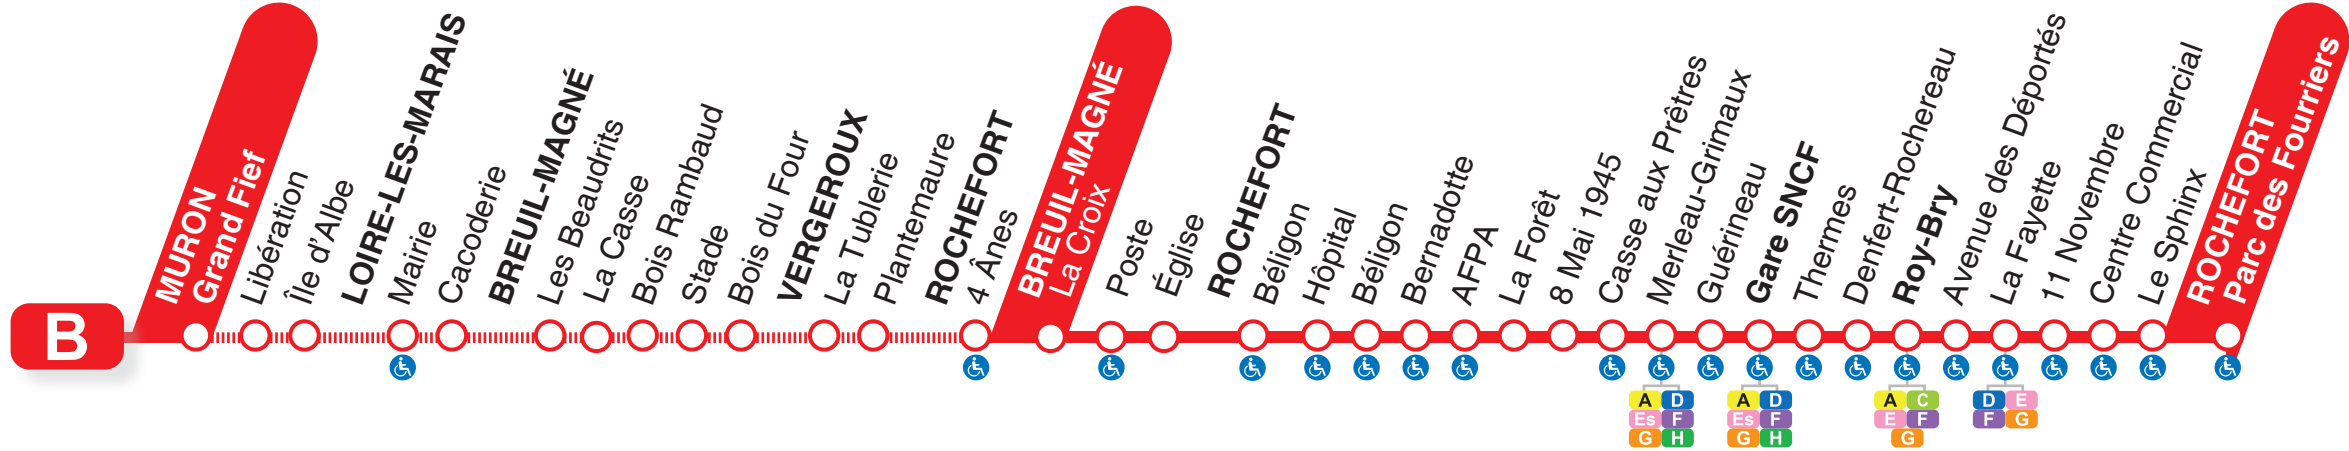 B
MURON
Grand Fief
Libération
Île d'Albe
LOIRE-LES-MARAIS
Mairie
Cacoderie
BREUIL-MAGNÉ
Les Beaudrits
La Casse
Bois Rambaud
Stade
Bois du Four
VERGEROUX
La Tublerie
Plantemaure
ROCHEFORT
4 Ânes
BREUIL-MAGNÉ
La Croix
Poste
Église
ROCHEFORT
Béligon
Hôpital
Béligon
Bernadotte
AFPA
La Forêt
8 Mai 1945
Casse aux Prêtres
Merleau-Grimaux
Guérineau
Gare SNCF
Thermes
Denfert-Rochereau
Roy-Bry
Avenue des Déportés
La Fayette
11 Novembre
Centre Commercial
Le Sphinx
ROCHEFORT
Parc des Fourriers
A D
Es F
G H
A D
Es F
G H
A C
E F
G
D E
F G